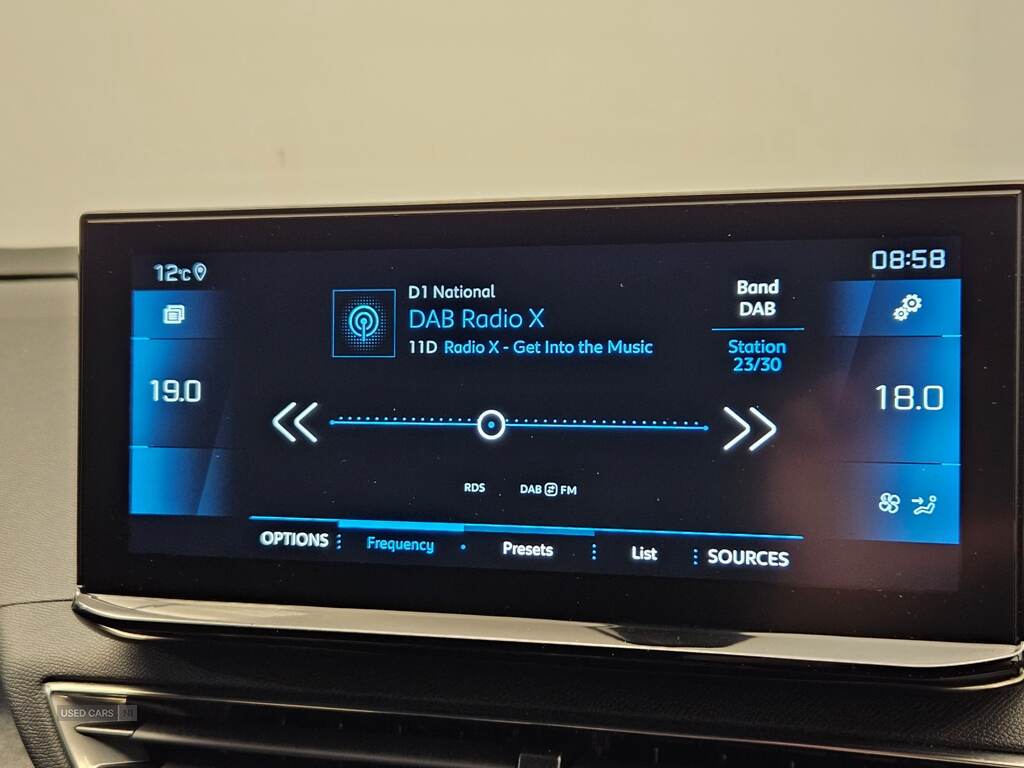 12°C
08:58
D1 National
DAB Radio X
11D Radio X - Get Into the Music
Band
DAB
Station
23/30
19.0
18.0
RDS
DAB FM
OPTIONS
Frequency
Presets
List
SOURCES
USED CARS NI